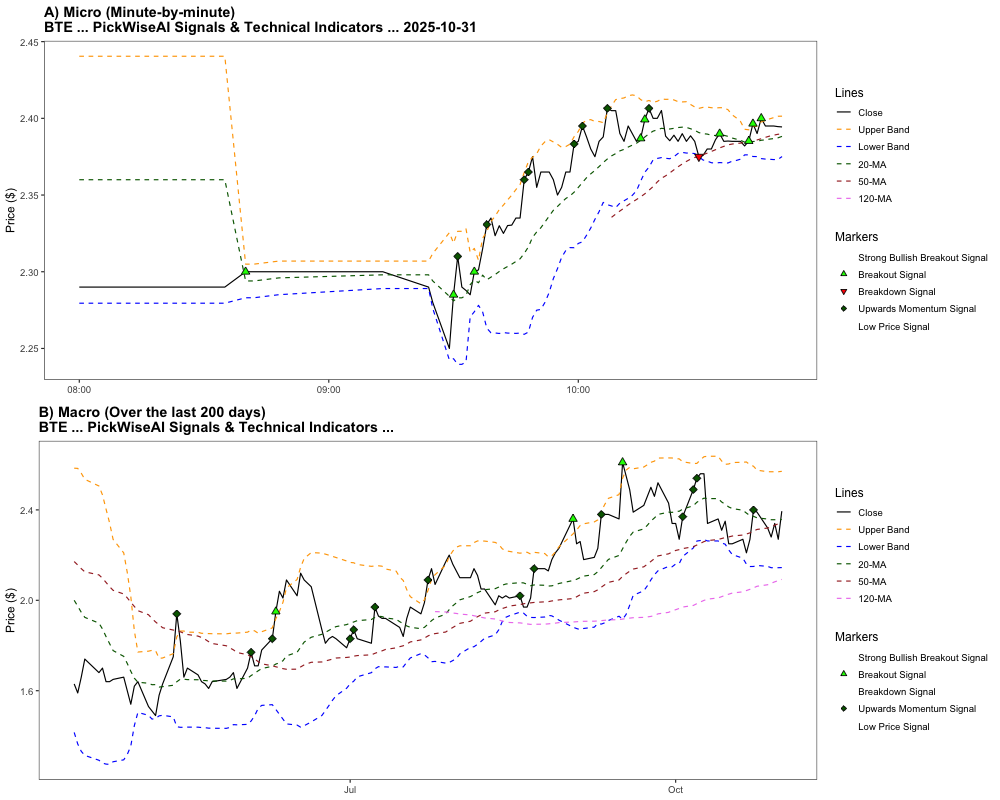 A) Micro (Minute-by-minute)
BTE ... PickWiseAI Signals & Technical Indicators ... 2025-10-31
2.45
2.40
2.35
2.30
2.25
Price ($)
08:00
09:00
10:00
Lines
Close
Upper Band
Lower Band
20-MA
50-MA
120-MA
Markers
Strong Bullish Breakout Signal
Breakout Signal
Breakdown Signal
Upwards Momentum Signal
Low Price Signal
B) Macro (Over the last 200 days)
BTE ... PickWiseAI Signals & Technical Indicators ...
2.4
2.0
1.6
Price ($)
Jul
Oct
Lines
Close
Upper Band
Lower Band
20-MA
50-MA
120-MA
Markers
Strong Bullish Breakout Signal
Breakout Signal
Breakdown Signal
Upwards Momentum Signal
Low Price Signal